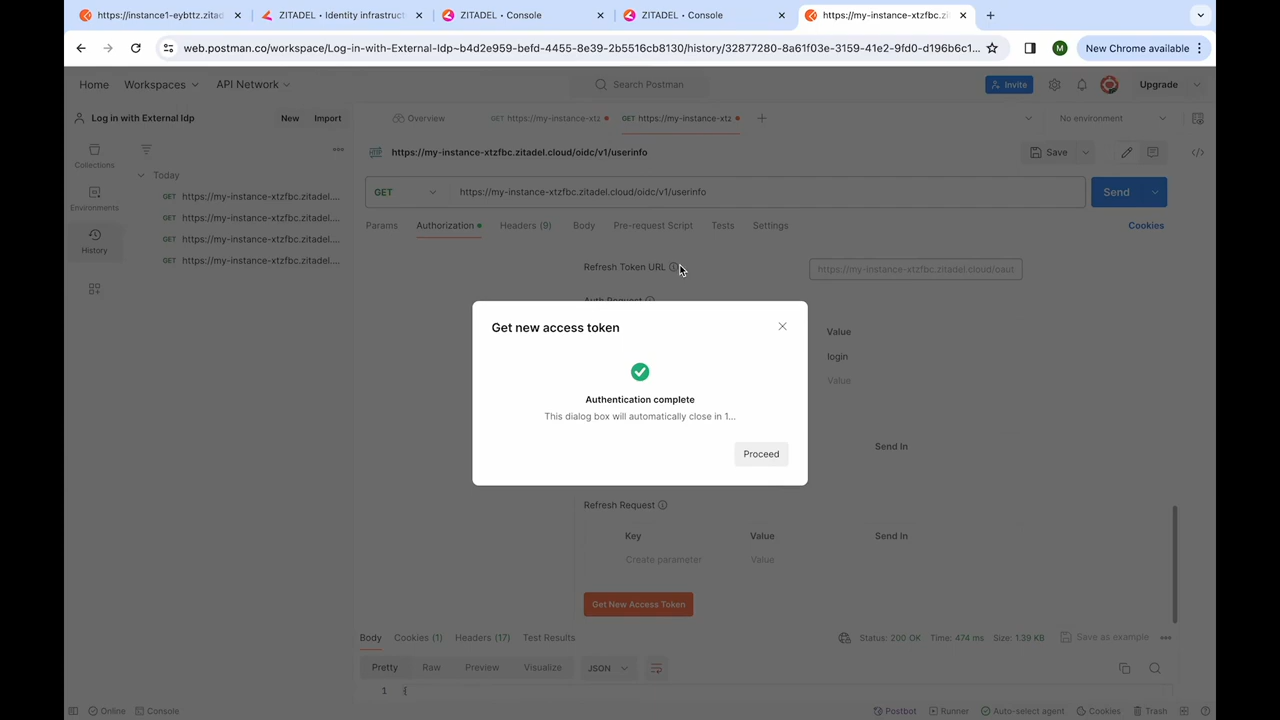 https://instance1-eybttz.zitad
ZITADEL • Identity infrastruct
ZITADEL • Console
ZITADEL • Console
https://my-instance-xtzfbc.zi
web.postman.co/workspace/Log-in-with-External-Idp~b4d2e959-befd-4455-8e39-2b5516cb8130/history/32877280-8a61f03e-3159-41e2-9fd0-d196b6c1...
M
New Chrome available
Home
Workspaces
API Network
Search Postman
Invite
Upgrade
Log in with External Idp
New
Import
Overview
GET https://my-instance-xtz
GET https://my-instance-xtz
No environment
Collections
Environments
History
Today
GET https://my-instance-xtzfbc.zitadel....
GET https://my-instance-xtzfbc.zitadel....
GET https://my-instance-xtzfbc.zitadel....
GET https://my-instance-xtzfbc.zitadel....
HTTP https://my-instance-xtzfbc.zitadel.cloud/oidc/v1/userinfo
Save
GET
https://my-instance-xtzfbc.zitadel.cloud/oidc/v1/userinfo
Send
Params
Authorization
Headers (9)
Body
Pre-request Script
Tests
Settings
Cookies
Refresh Token URL
https://my-instance-xtzfbc.zitadel.cloud/oaut
Auth Request
Value
login
Value
Get new access token
Authentication complete
This dialog box will automatically close in 1...
Proceed
Send In
Refresh Request
Key
Value
Send In
Create parameter
Value
Get New Access Token
Body
Cookies (1)
Headers (17)
Test Results
Status: 200 OK
Time: 474 ms
Size: 1.39 KB
Save as example
Pretty
Raw
Preview
Visualize
JSON
1 {
Online
Console
Postbot
Runner
Auto-select agent
Cookies
Trash